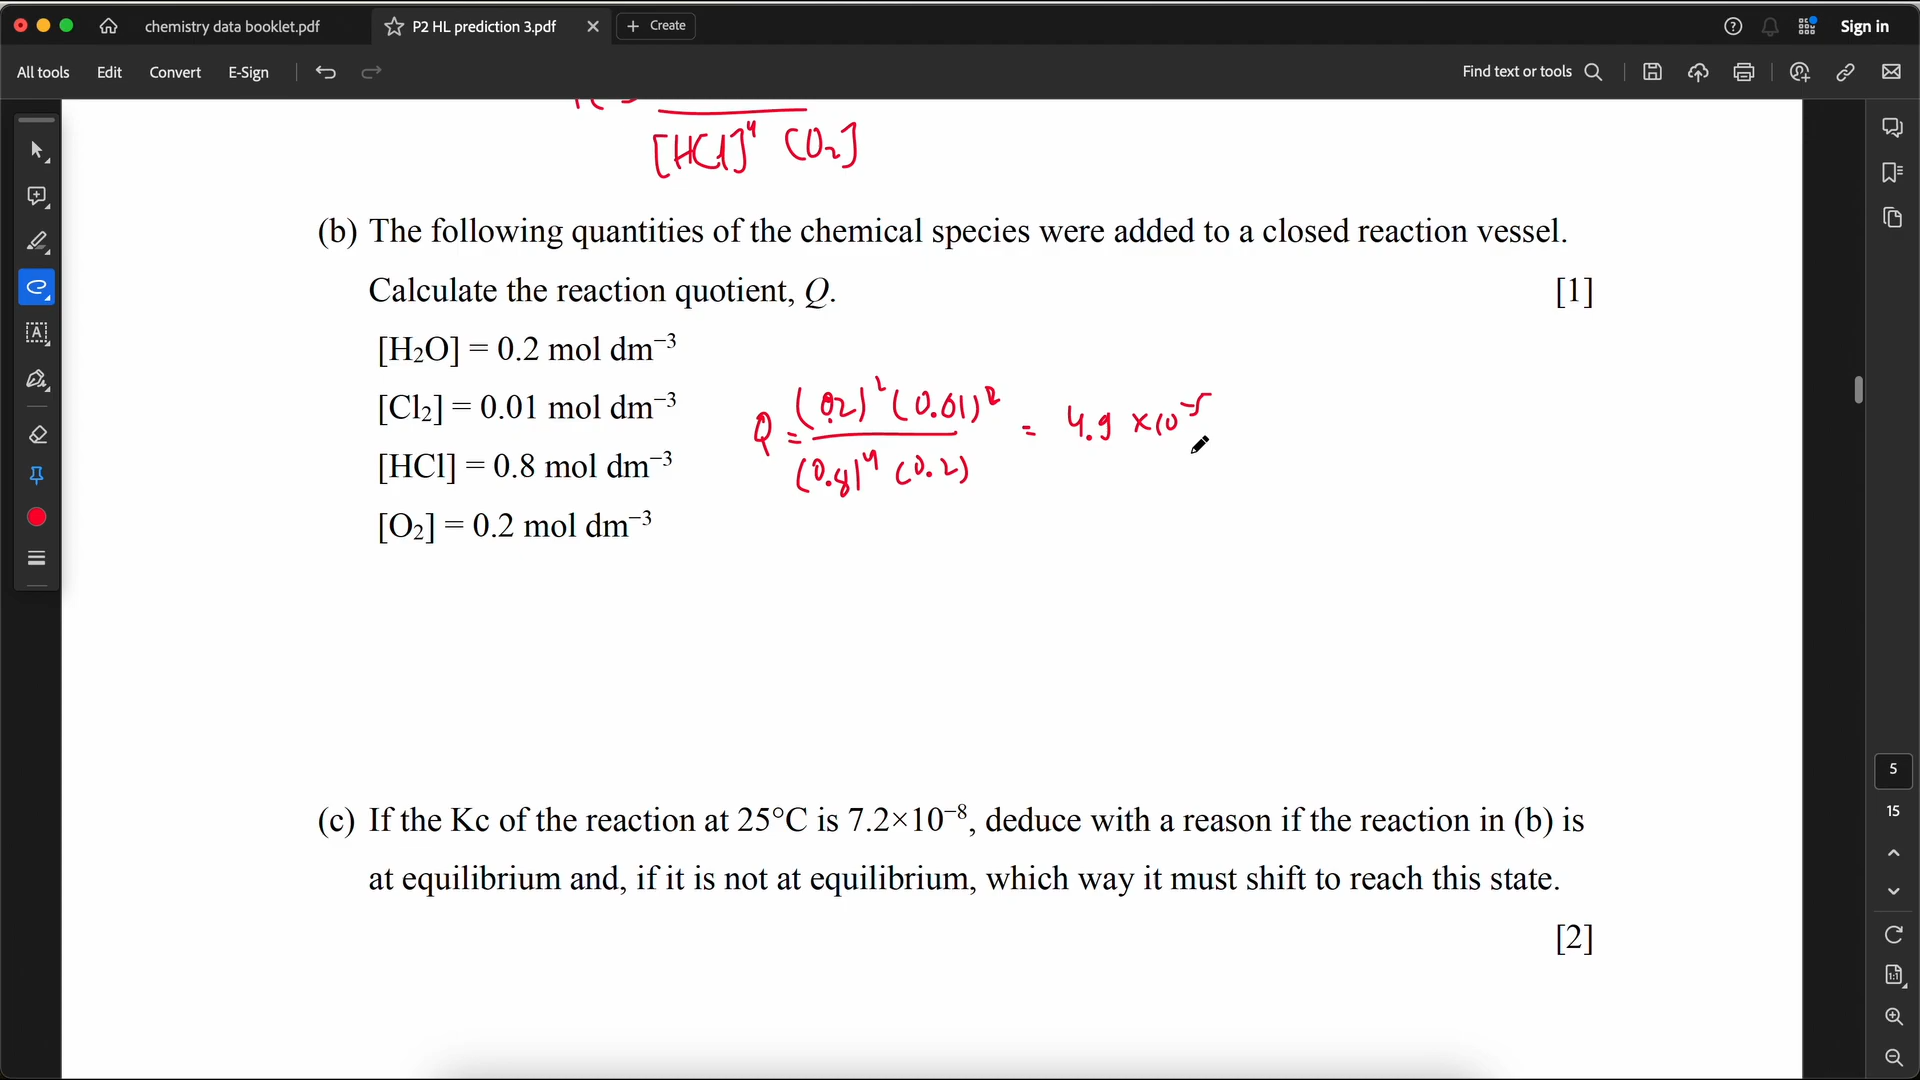 chemistry data booklet.pdf
P2 HL prediction 3.pdf
Create
Sign in
All tools
Edit
Convert
E-Sign
Find text or tools
[HCl]⁴ (O₂]
(b) The following quantities of the chemical species were added to a closed reaction vessel.
Calculate the reaction quotient, Q. [1]
[H₂O] = 0.2 mol dm⁻³
[Cl₂] = 0.01 mol dm⁻³
[HCl] = 0.8 mol dm⁻³
[O₂] = 0.2 mol dm⁻³
(0.2)² (0.01)²
Q = = 4.9 ×10⁻⁵
(0.8)⁴ (0.2)
(c) If the Kc of the reaction at 25°C is 7.2×10⁻⁸, deduce with a reason if the reaction in (b) is
at equilibrium and, if it is not at equilibrium, which way it must shift to reach this state.
[2]
5
15
1:1